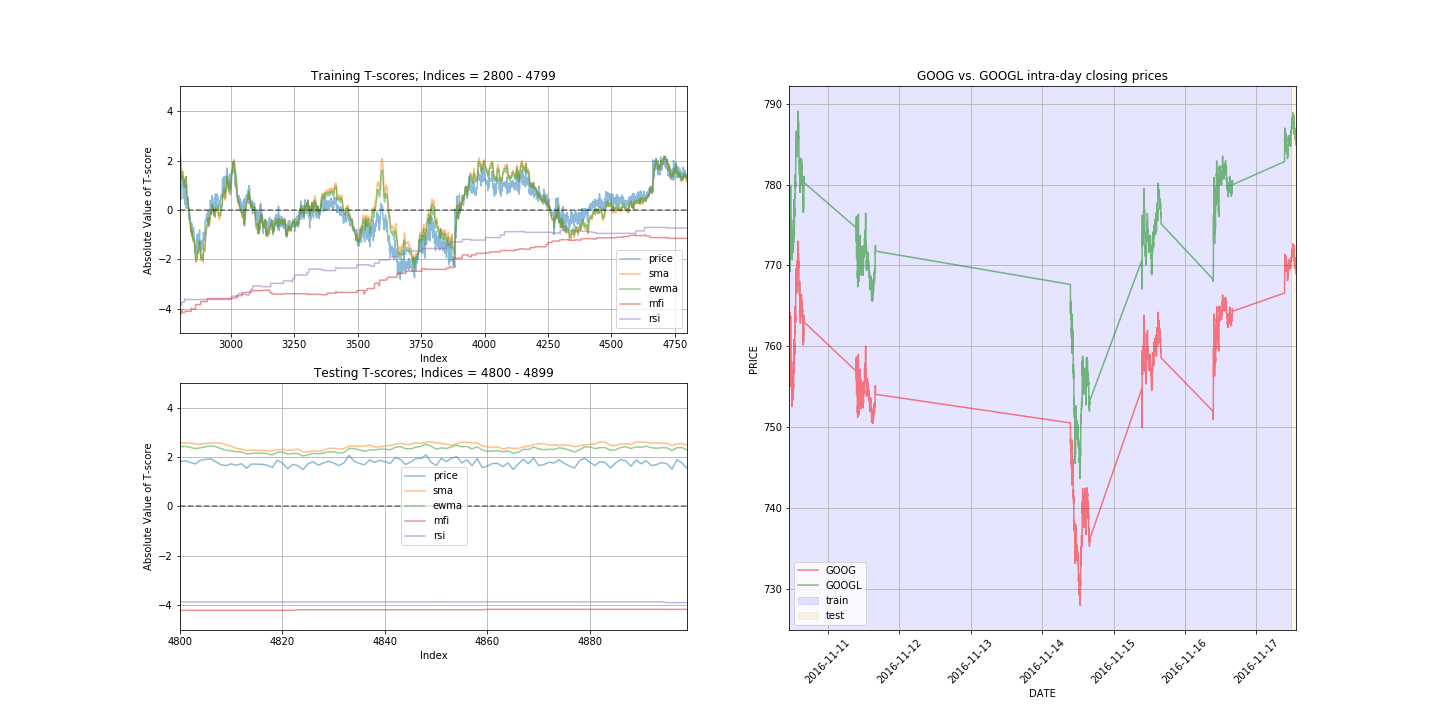 Training T-scores; Indices = 2800 - 4799
Absolute Value of T-score
4
2
0
−2
−4
3000
3250
3500
3750
4000
4250
4500
4750
Index
price
sma
ewma
mfi
rsi
Testing T-scores; Indices = 4800 - 4899
Absolute Value of T-score
4
2
0
−2
−4
4800
4820
4840
4860
4880
Index
price
sma
ewma
mfi
rsi
GOOG vs. GOOGL intra-day closing prices
PRICE
790
780
770
760
750
740
730
GOOG
GOOGL
train
test
2016-11-11
2016-11-12
2016-11-13
2016-11-14
2016-11-15
2016-11-16
2016-11-17
DATE